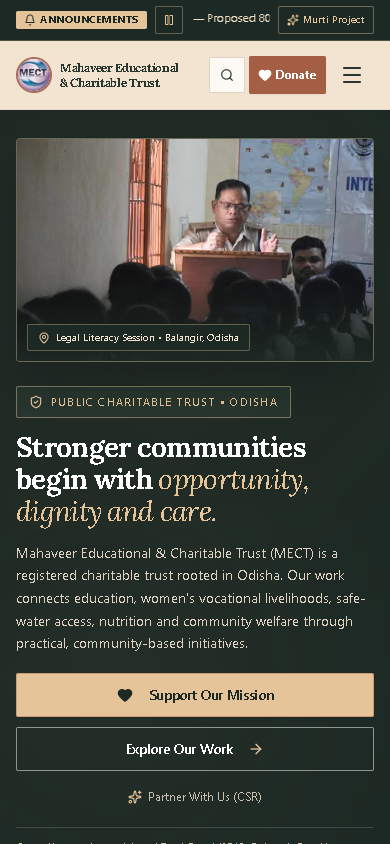 ANNOUNCEMENTS
— Proposed 80
Murti Project
MECT
Mahaveer Educational
& Charitable Trust
Donate
INTE
Legal Literacy Session • Balangir, Odisha
PUBLIC CHARITABLE TRUST • ODISHA
Stronger communities
begin with opportunity,
dignity and care.
Mahaveer Educational & Charitable Trust (MECT) is a
registered charitable trust rooted in Odisha. Our work
connects education, women's vocational livelihoods, safe-
water access, nutrition and community welfare through
practical, community-based initiatives.
Support Our Mission
Explore Our Work
Partner With Us (CSR)